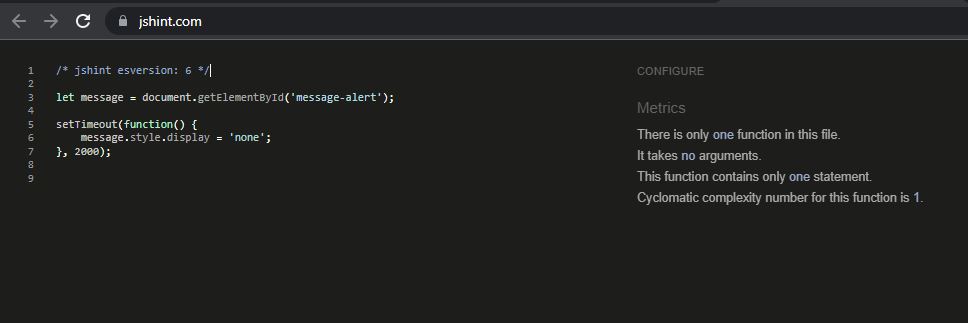 jshint.com
1 /* jshint esversion: 6 */
2
3 let message = document.getElementById('message-alert');
4
5 setTimeout(function() {
6     message.style.display = 'none';
7 }, 2000);
8
9
CONFIGURE
Metrics
There is only one function in this file.
It takes no arguments.
This function contains only one statement.
Cyclomatic complexity number for this function is 1.